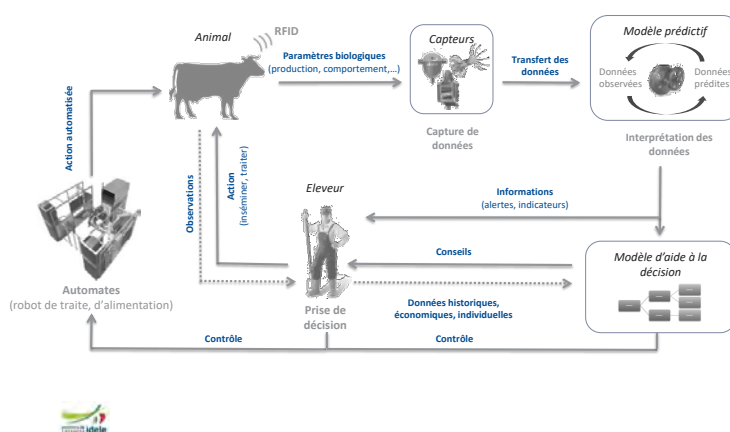 RFID
Animal
Paramètres biologiques
(production, comportement,...)
Capteurs
Transfert des
données
Modèle prédictif
Données
observées
Données
prédites
Capture de
données
Interprétation des
données
Action automatisée
Observations
Action
(inséminer, traiter)
Eleveur
Informations
(alertes, indicateurs)
Conseils
Modèle d'aide à la
décision
Automates
(robot de traite, d'alimentation)
Prise de
décision
Données historiques,
économiques, individuelles
Contrôle
Contrôle
idele